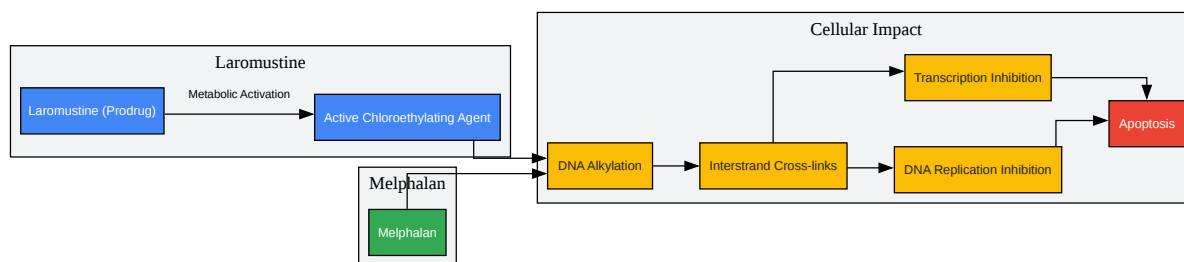 Cellular Impact
Laromustine
Laromustine (Prodrug)
Metabolic Activation
Active Chloroethylating Agent
Melphalan
Melphalan
DNA Alkylation
Interstrand Cross-links
Transcription Inhibition
DNA Replication Inhibition
Apoptosis